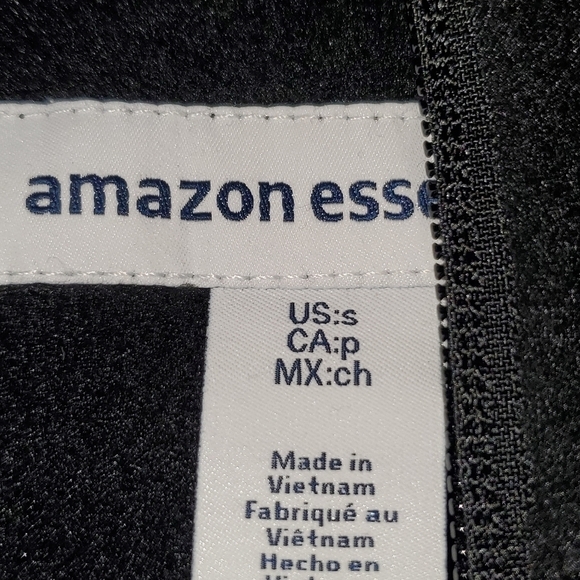 amazon esse
US:s
CA:p
MX:ch
Made in
Vietnam
Fabriqué au
Viêtnam
Hecho en